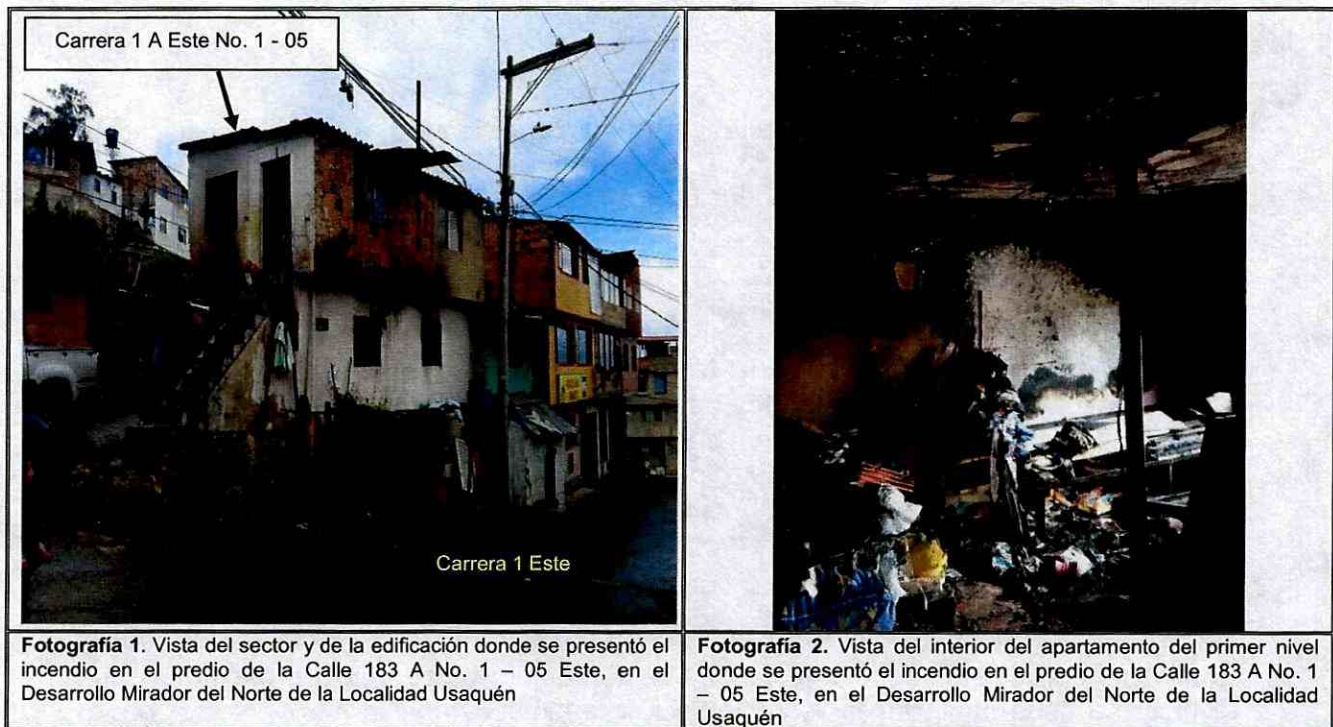 Carrera 1 A Este No. 1 - 05
Carrera 1 Este
Fotografía 1. Vista del sector y de la edificación donde se presentó el
incendio en el predio de la Calle 183 A No. 1 – 05 Este, en el
Desarrollo Mirador del Norte de la Localidad Usaquén
Fotografía 2. Vista del interior del apartamento del primer nivel
donde se presentó el incendio en el predio de la Calle 183 A No. 1
– 05 Este, en el Desarrollo Mirador del Norte de la Localidad
Usaquén